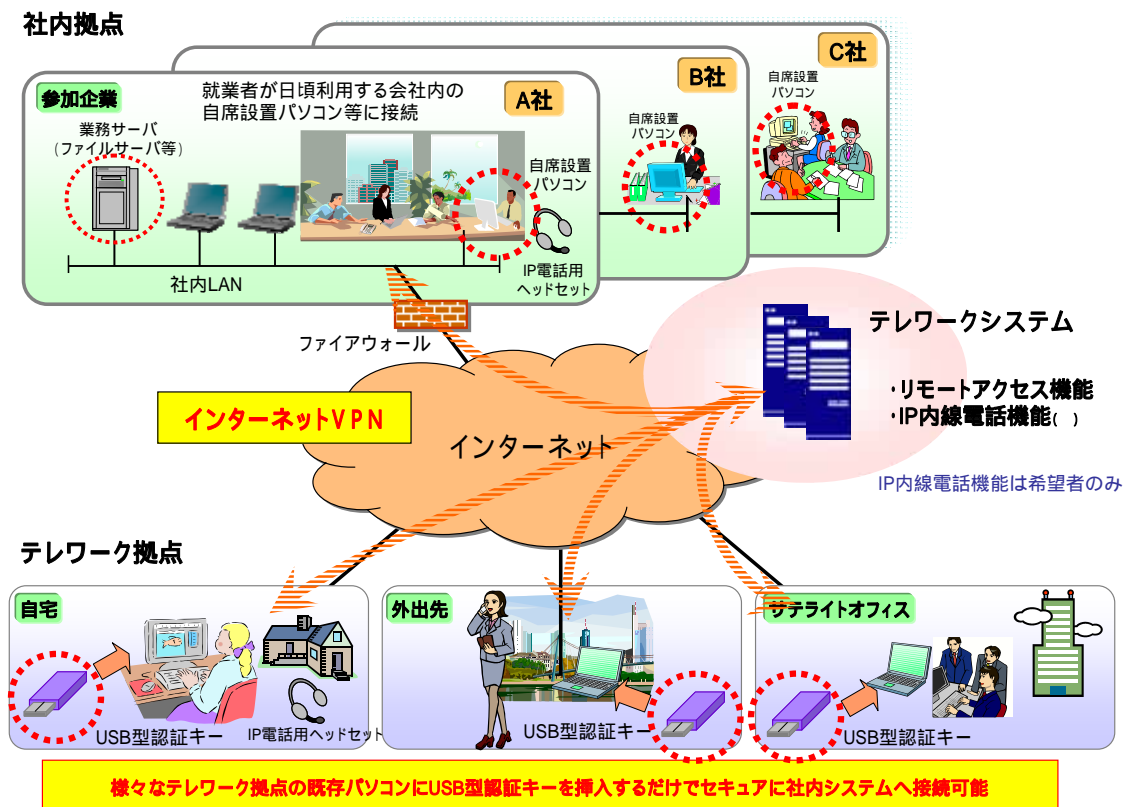 社内拠点
C社
自席設置
パソコン
B社
自席設置
パソコン
参加企業
就業者が日頃利用する会社内の
自席設置パソコン等に接続
A社
業務サーバ
(ファイルサーバ等)
自席設置
パソコン
IP電話用
ヘッドセット
社内LAN
ファイアウォール
テレワークシステム
・リモートアクセス機能
・IP内線電話機能( )
IP内線電話機能は希望者のみ
インターネットVPN
インターネット
テレワーク拠点
自宅
USB型認証キー
IP電話用ヘッドセット
外出先
USB型認証キー
サテライトオフィス
USB型認証キー
様々なテレワーク拠点の既存パソコンにUSB型認証キーを挿入するだけでセキュアに社内システムへ接続可能